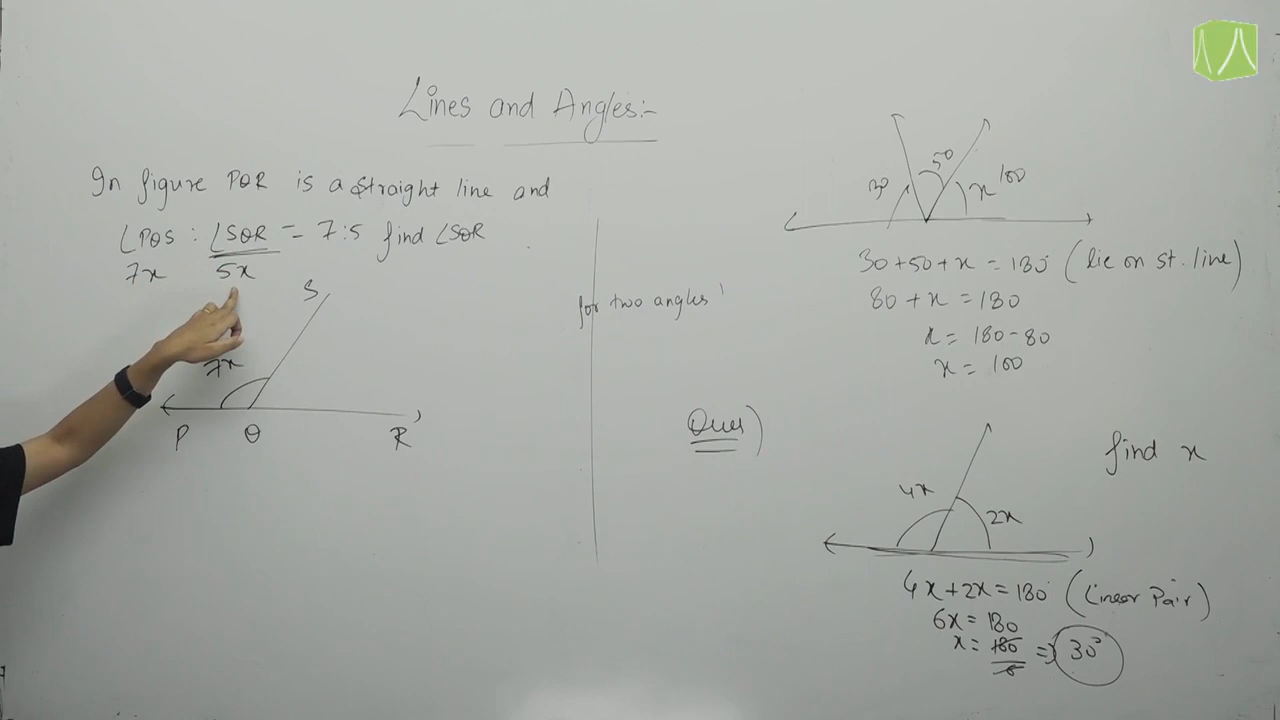 Lines and Angles:-
In figure PQR is a straight line and
∠POS : ∠SOR = 7:5 find ∠SOR
7x 5x
S
7x
P O R
for two angles
30 50 x 100
30+50+x = 180° (lie on st. line)
80+x = 180
x = 180-80
x = 100
Ques)
find x
4x 2x
4x+2x=180° (Linear Pair)
6x = 180
x = 180/6 => 30°